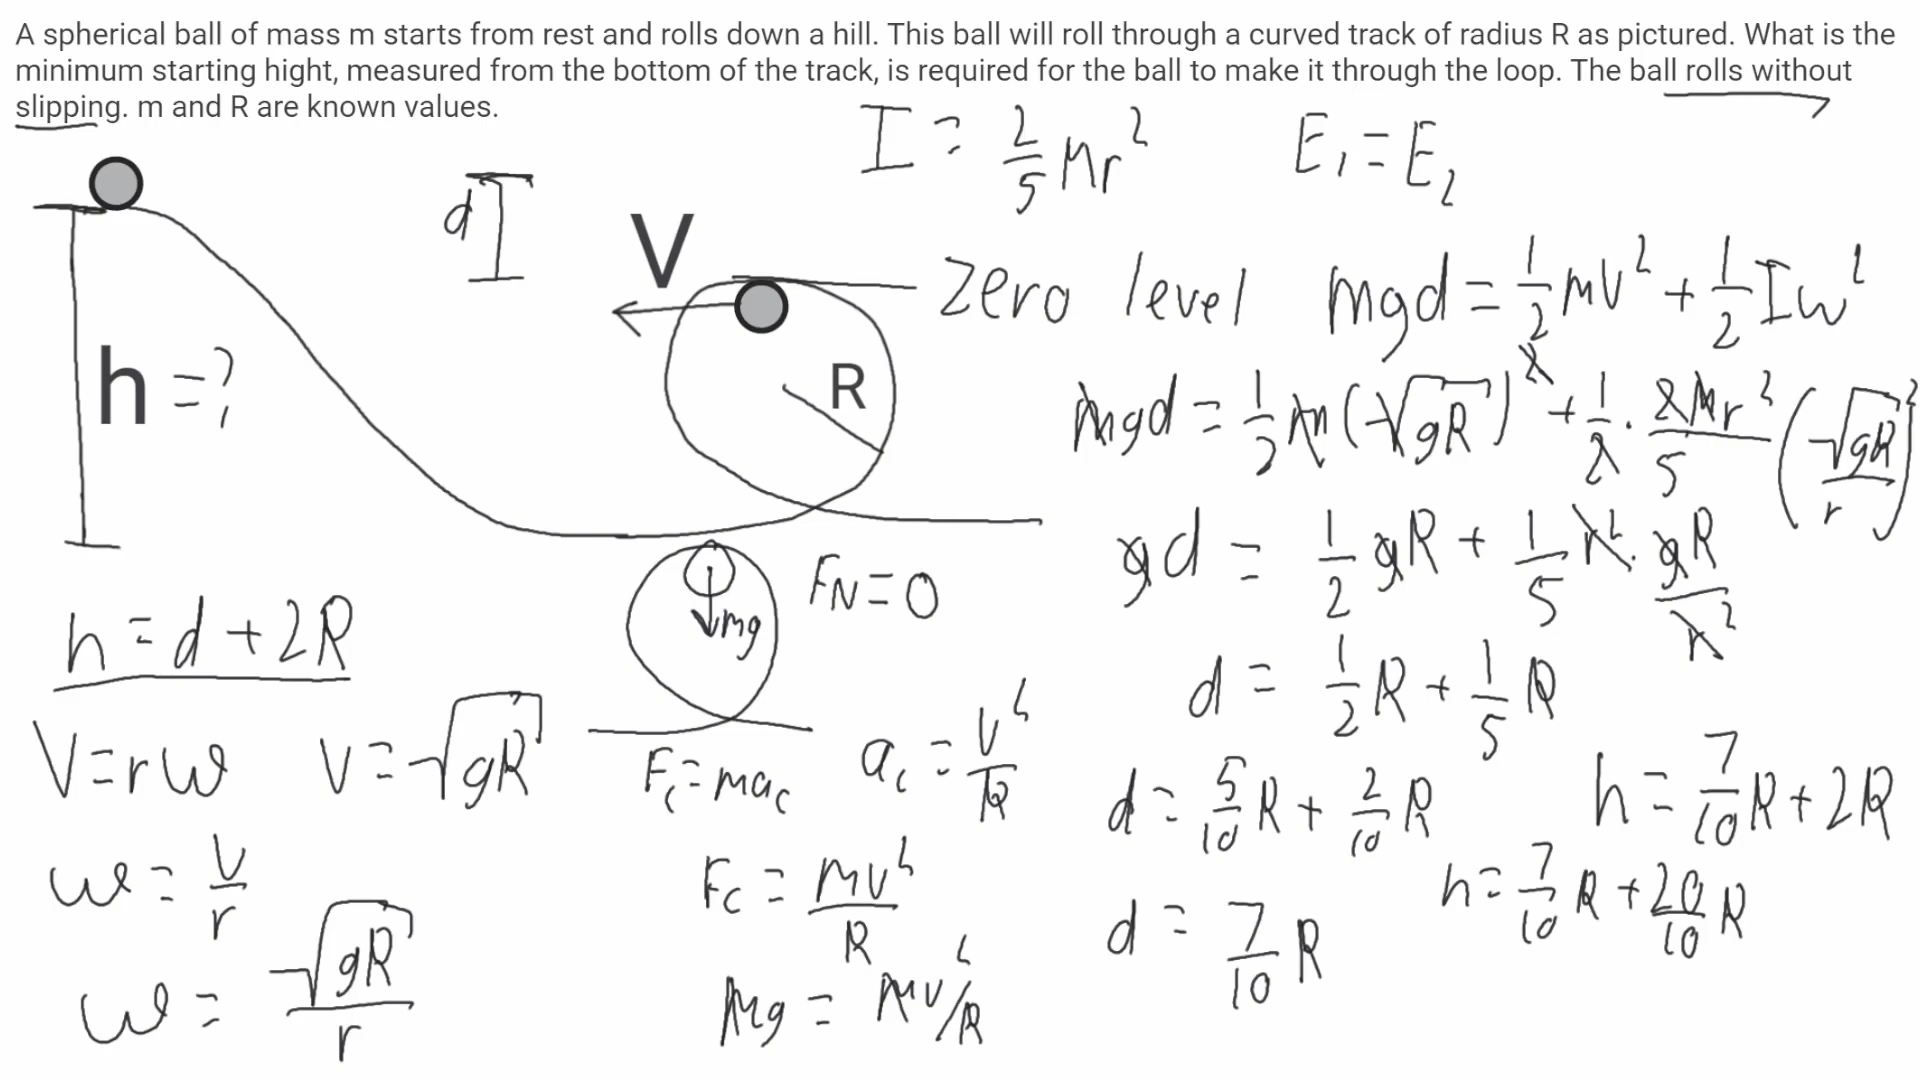 A spherical ball of mass m starts from rest and rolls down a hill. This ball will roll through a curved track of radius R as pictured. What is the
minimum starting hight, measured from the bottom of the track, is required for the ball to make it through the loop. The ball rolls without
slipping. m and R are known values.
I = 2/5 Mr²
E₁ = E₂
d
V
zero level
mgd = 1/2 mv² + 1/2 Iω²
h = ?
R
mgd = 1/2 m(√gR)² + 1/2 · 2Mr²/5 (√gR/r)²
gd = 1/2 gR + 1/5 r² · gR/r²
mg
FN = 0
h = d + 2R
d = 1/2 R + 1/5 R
V = rω
V = √gR
Fc = mac
ac = v²/R
d = 5/10 R + 2/10 R
h = 7/10 R + 2R
ω = V/r
Fc = mv²/R
h = 7/10 R + 20/10 R
d = 7/10 R
ω = √gR/r
Mg = Mv²/R